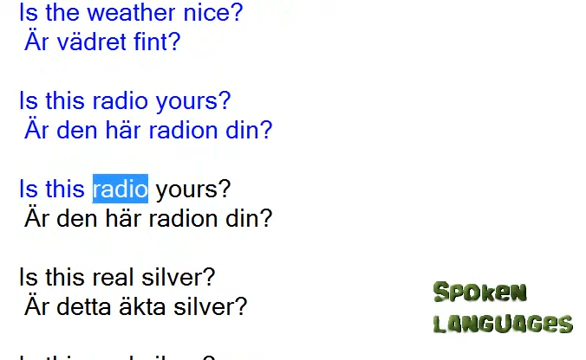 Is the weather nice?
Är vädret fint?
Is this radio yours?
Är den här radion din?
Is this radio yours?
Är den här radion din?
Is this real silver?
Är detta äkta silver?
Spoken
Languages